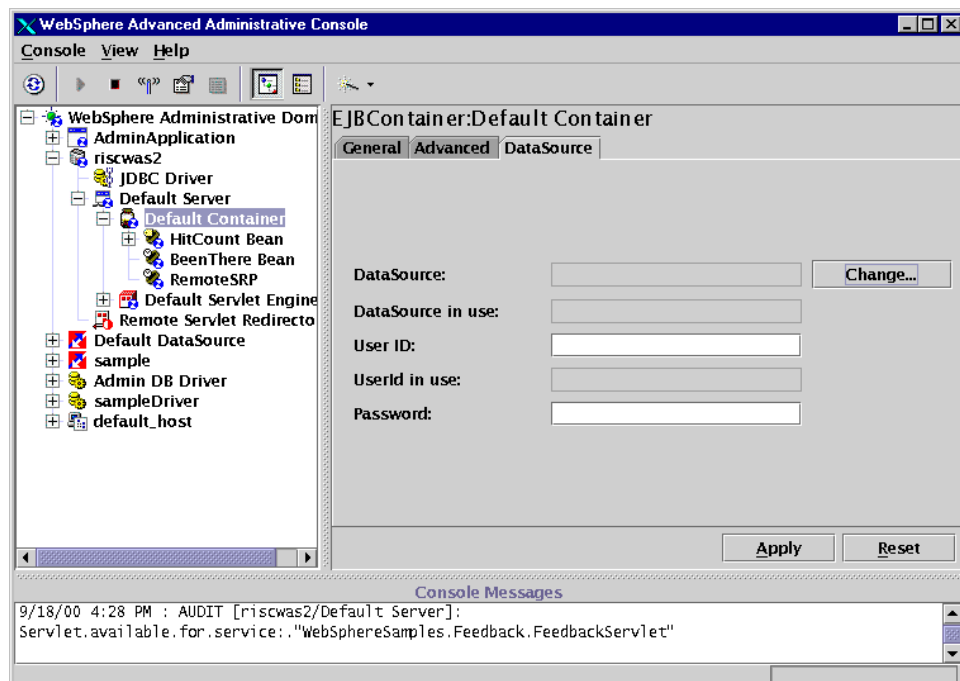 WebSphere Advanced Administrative Console
Console View Help
WebSphere Administrative Dom
AdminApplication
riscwas2
JDBC Driver
Default Server
Default Container
HitCount Bean
BeenThere Bean
RemoteSRP
Default Servlet Engine
Remote Servlet Redirecto
Default DataSource
sample
Admin DB Driver
sampleDriver
default_host
EJBContainer:Default Container
General Advanced DataSource
DataSource: Change...
DataSource in use:
User ID:
UserId in use:
Password:
Apply Reset
Console Messages
9/18/00 4:28 PM : AUDIT [riscwas2/Default Server]:
Servlet.available.for.service:."WebSphereSamples.Feedback.FeedbackServlet"